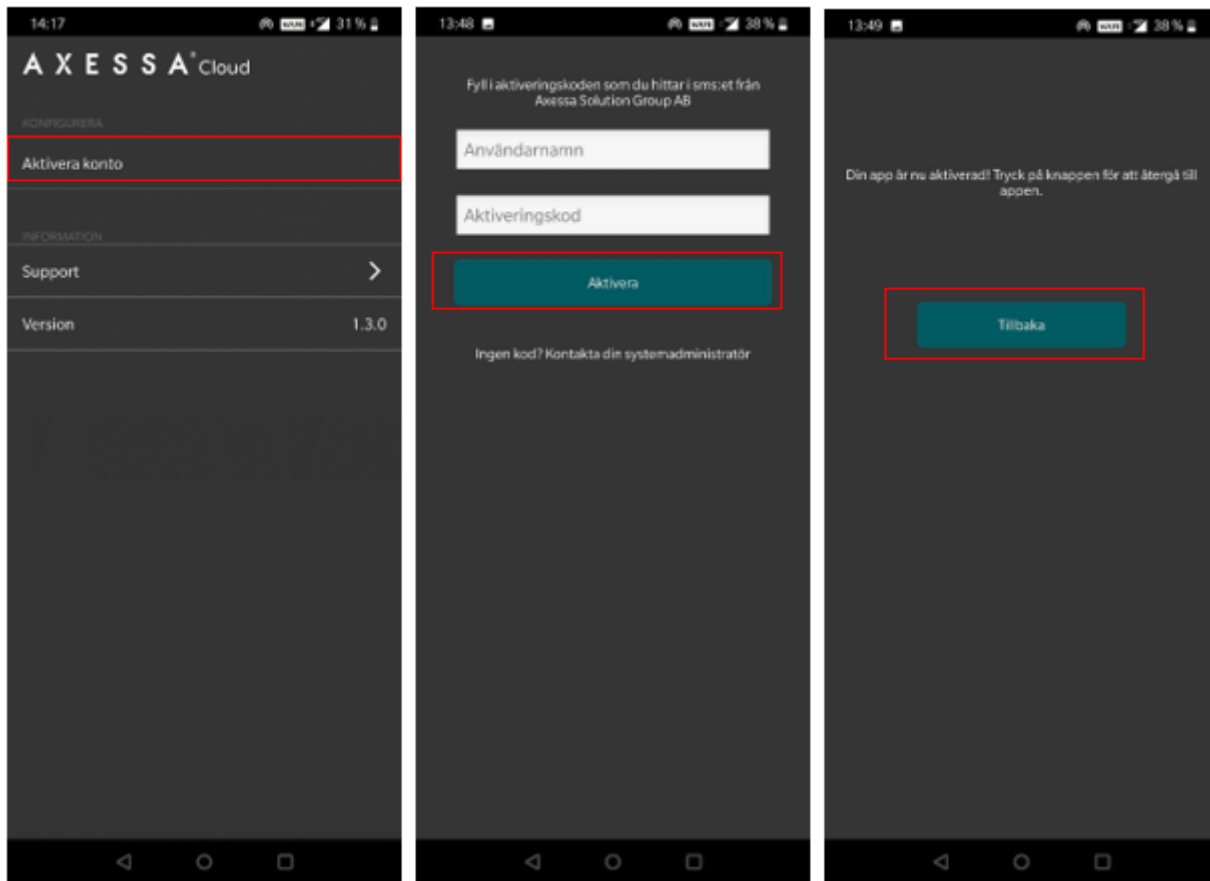 14:17
31 %
AXESSA Cloud
KONFIGURERA
Aktivera konto
INFORMATION
Support
Version 1.3.0
13:48
38 %
Fyll i aktiveringskoden som du hittar i sms:et från
Axessa Solution Group AB
Användarnamn
Aktiveringskod
Aktivera
Ingen kod? Kontakta din systemadministratör
13:49
38 %
Din app är nu aktiverad! Tryck på knappen för att återgå till
appen.
Tillbaka